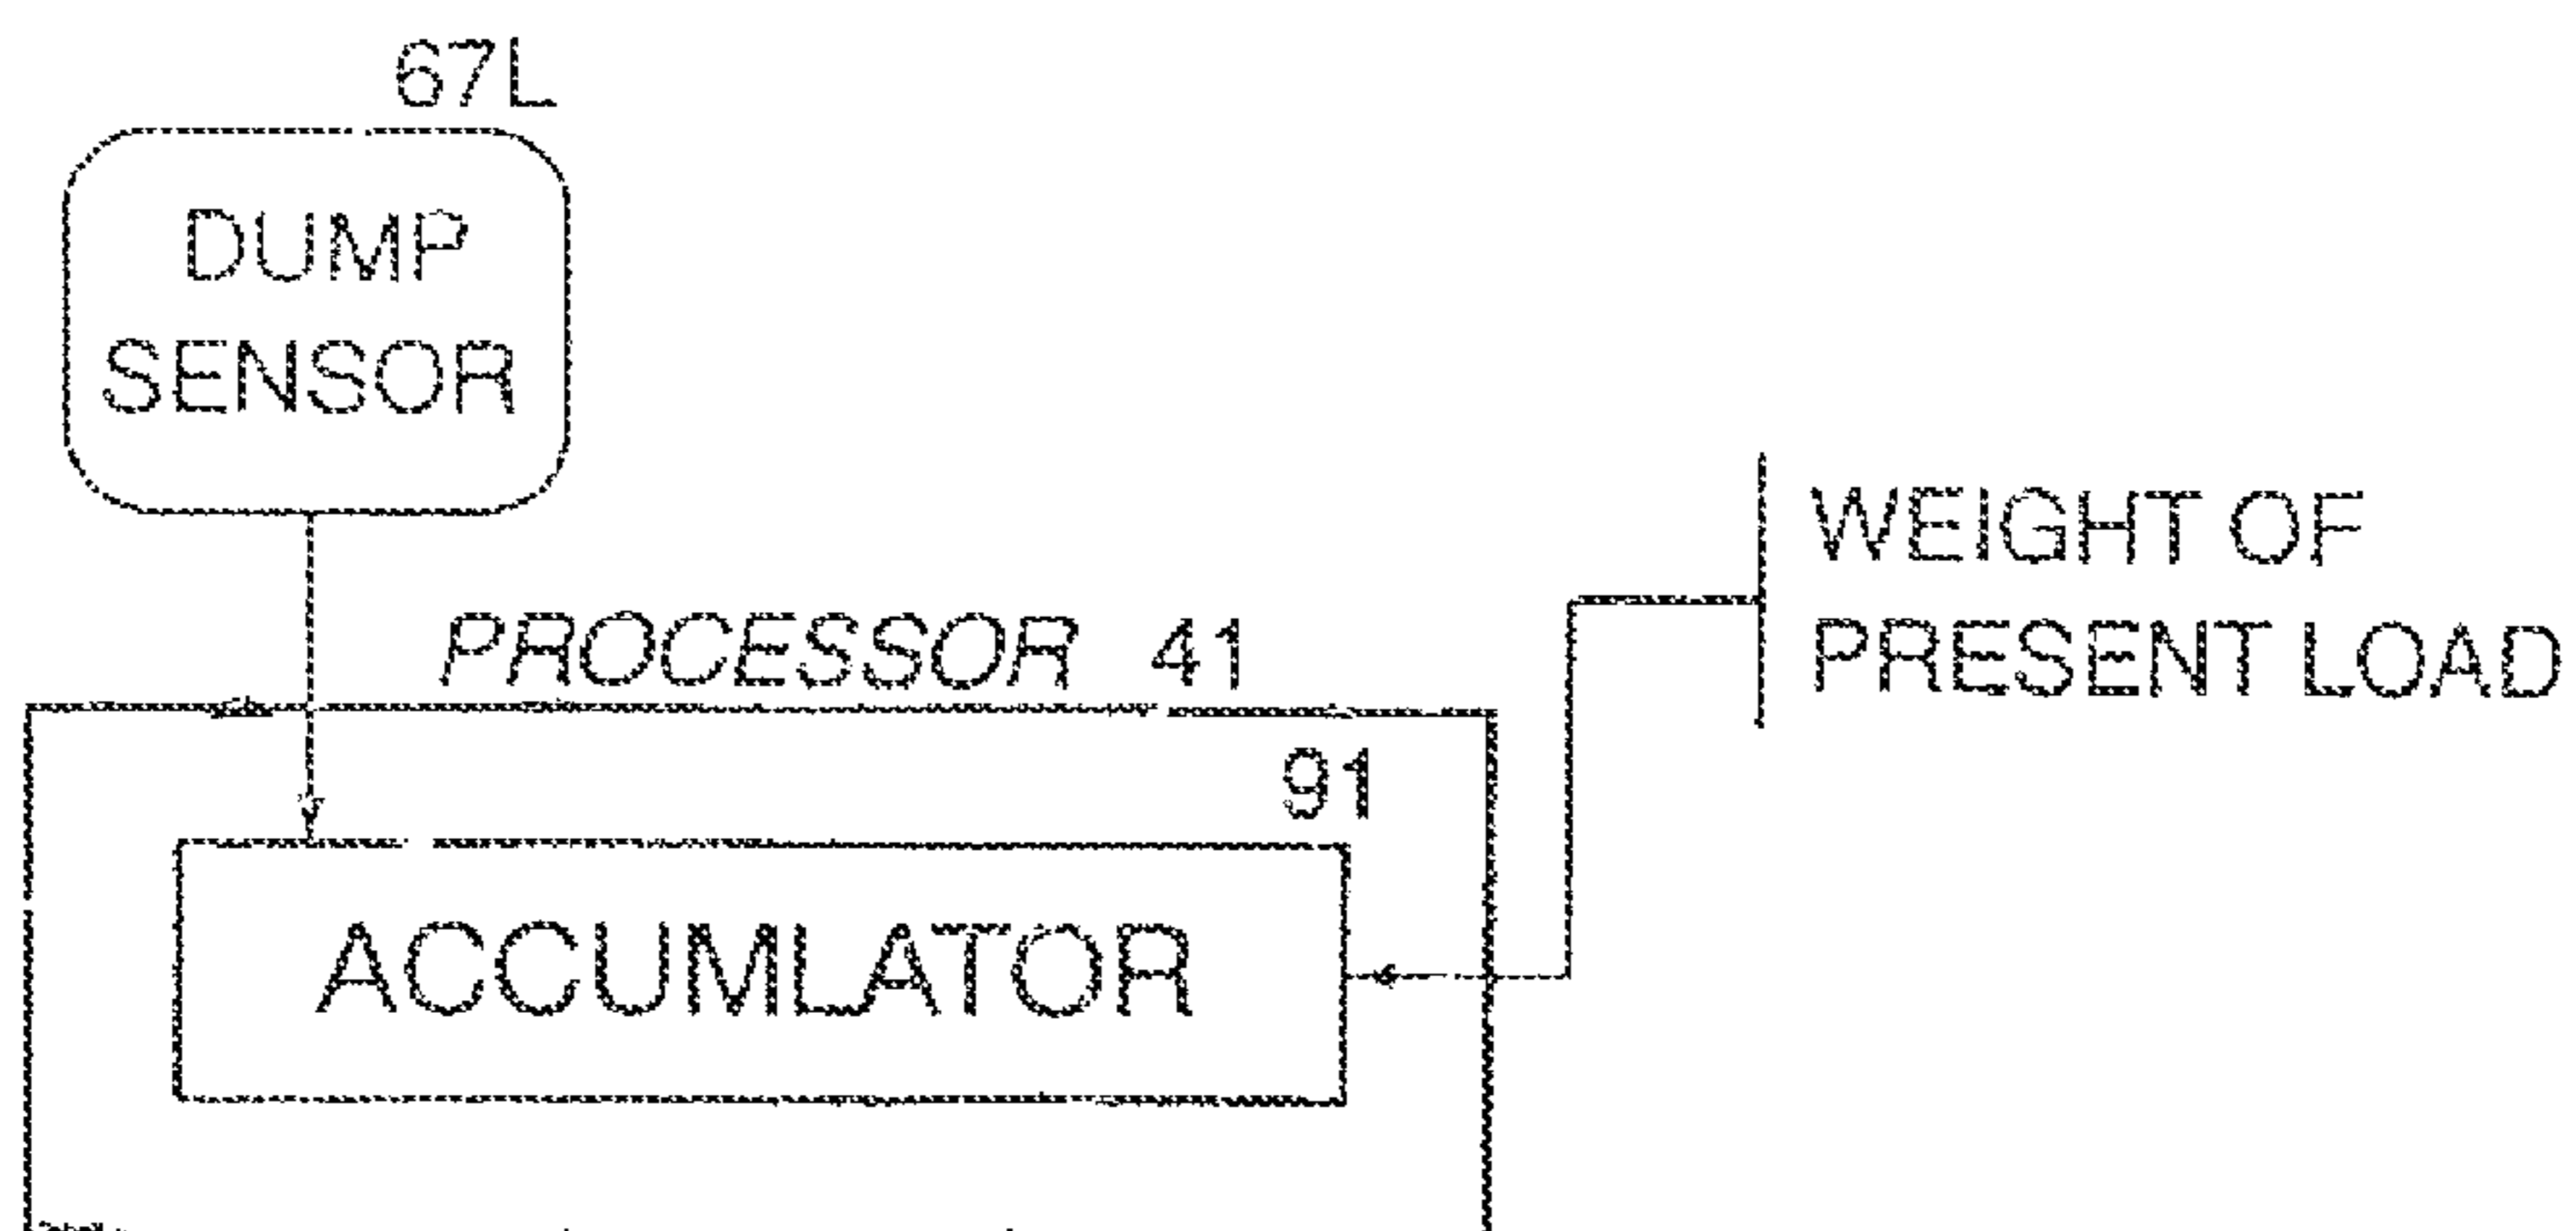 67L
DUMP
SENSOR
WEIGHT OF
PRESENT LOAD
PROCESSOR 41
91
ACCUMLATOR